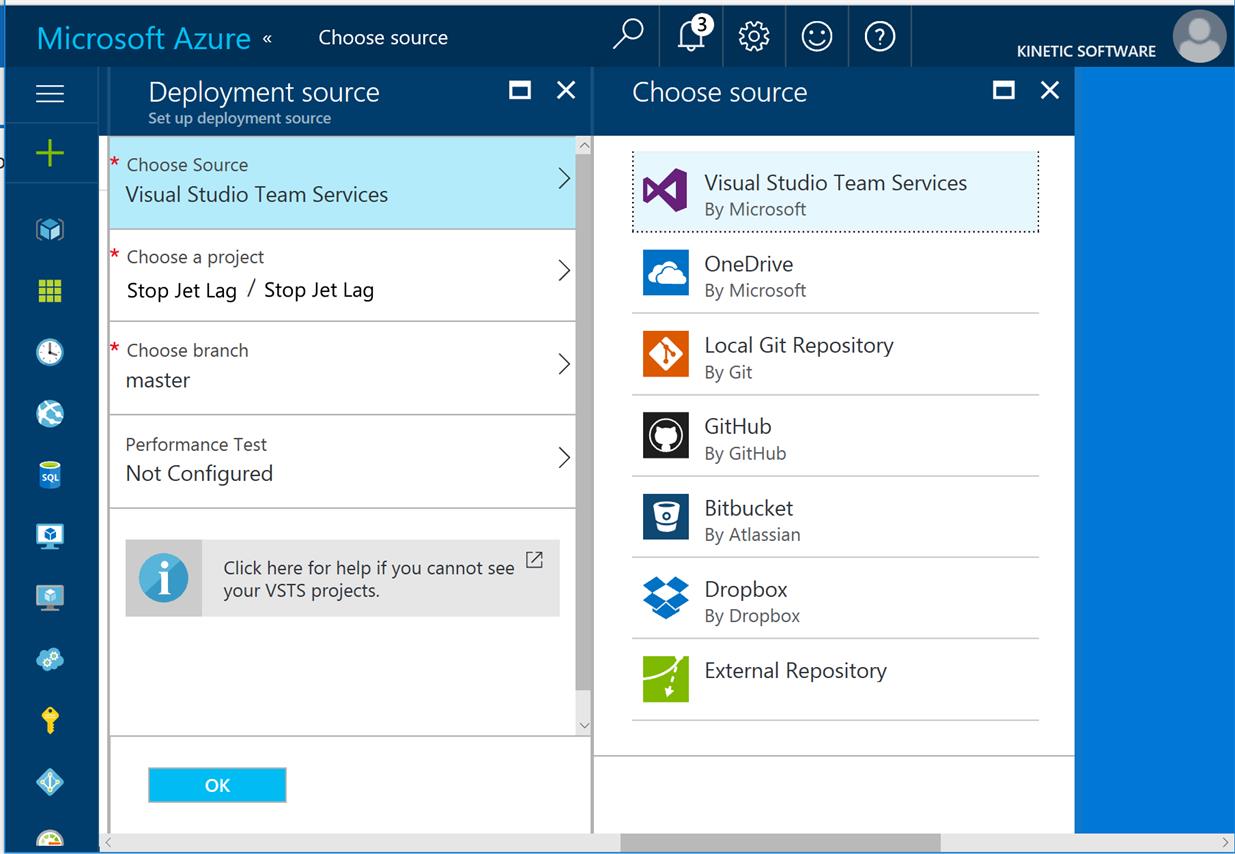 Microsoft Azure « Choose source 3 KINETIC SOFTWARE
Deployment source
Set up deployment source
* Choose Source
Visual Studio Team Services
* Choose a project
Stop Jet Lag / Stop Jet Lag
* Choose branch
master
Performance Test
Not Configured
Click here for help if you cannot see
your VSTS projects.
OK
Choose source
Visual Studio Team Services
By Microsoft
OneDrive
By Microsoft
Local Git Repository
By Git
GitHub
By GitHub
Bitbucket
By Atlassian
Dropbox
By Dropbox
External Repository
SQL